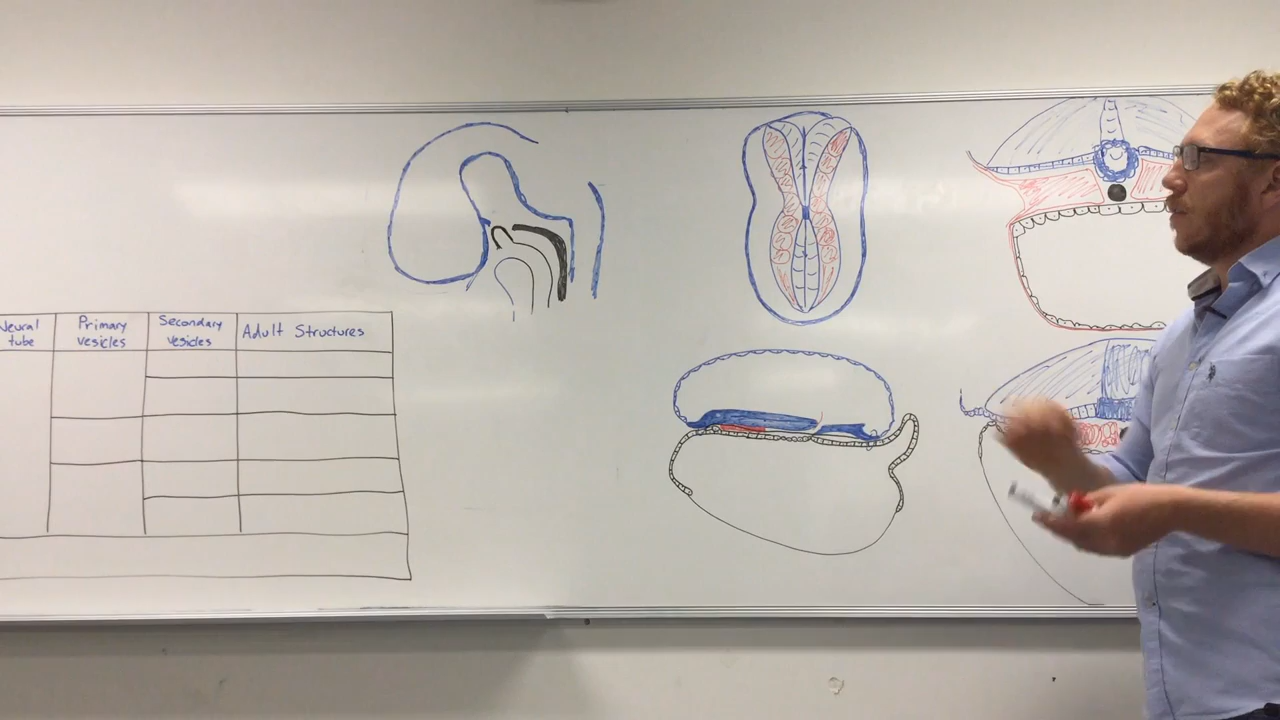 Neural
tube
Primary
vesicles
Secondary
vesicles
Adult Structures